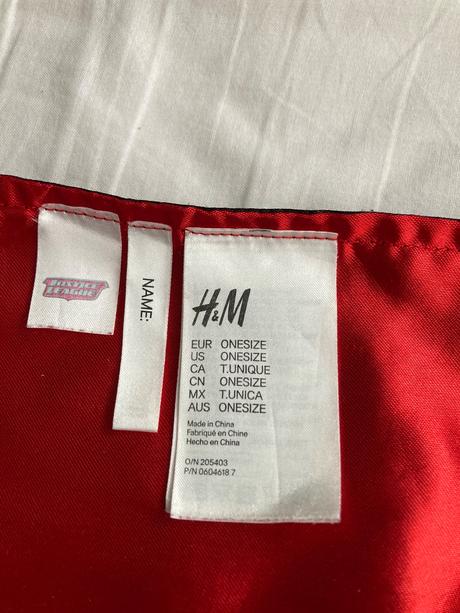 JUSTICE
LEAGUE
NAME:
H&M
EUR ONESIZE
US ONESIZE
CA T.UNIQUE
CN ONESIZE
MX T.UNICA
AUS ONESIZE
Made in China
Fabriqué en Chine
Hecho en China
O/N 205403
P/N 0604618 7